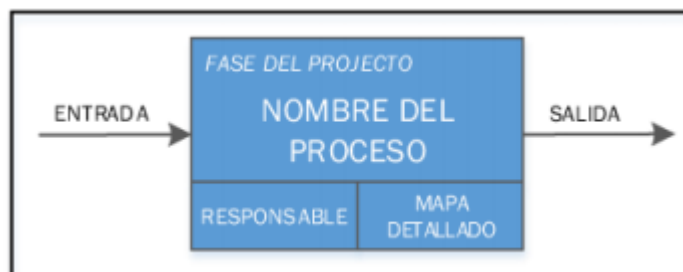 FASE DEL PROJECTO
ENTRADA
NOMBRE DEL
PROCESO
SALIDA
RESPONSABLE
MAPA
DETALLADO